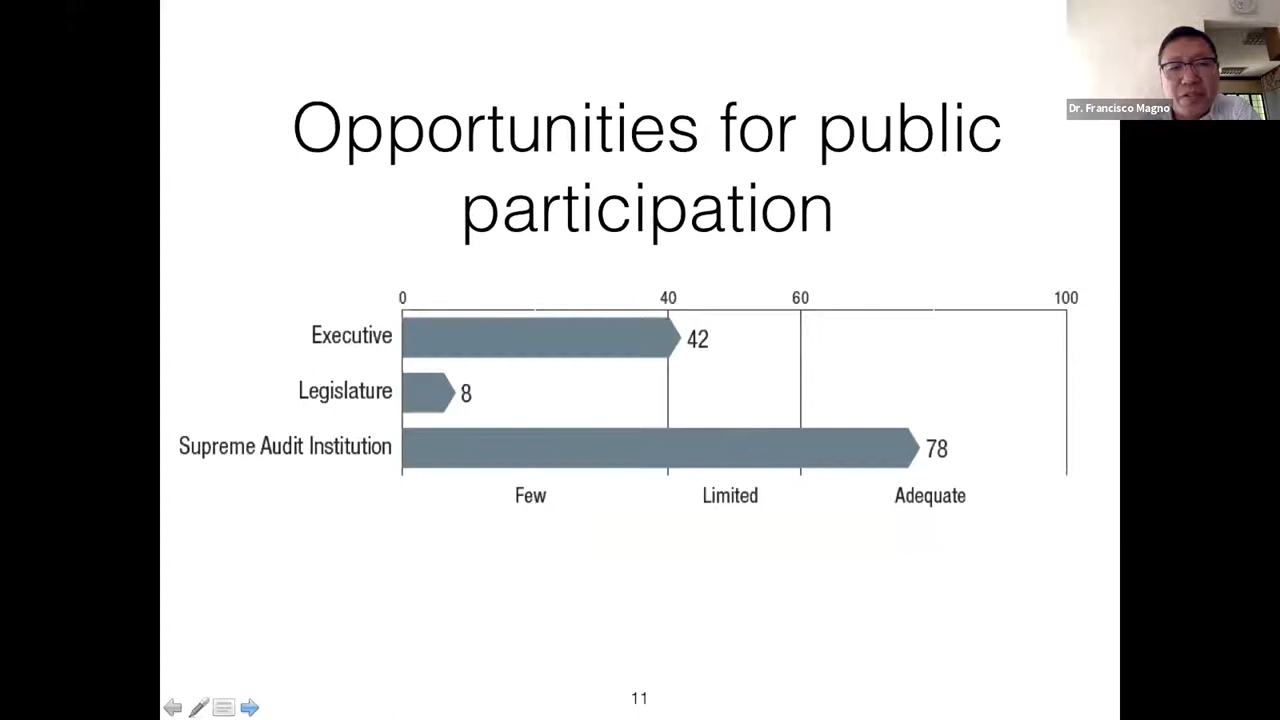 Dr. Francisco Magno
Opportunities for public
participation
0 40 60 100
Executive 42
Legislature 8
Supreme Audit Institution 78
Few Limited Adequate
11